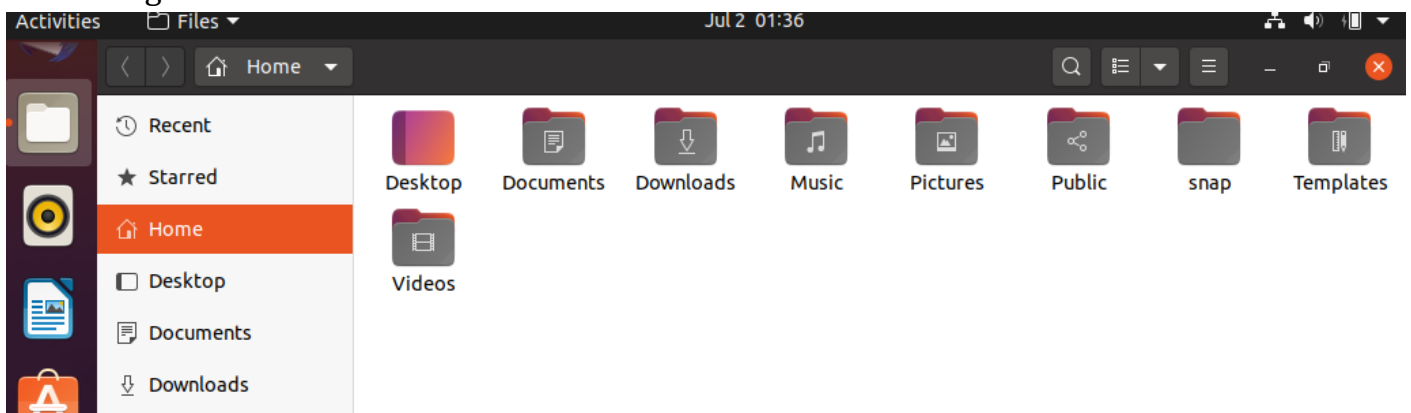 Activities Files Jul 2 01:36
Home
Recent
Starred
Home
Desktop
Documents
Downloads
Desktop Documents Downloads Music Pictures Public snap Templates
Videos